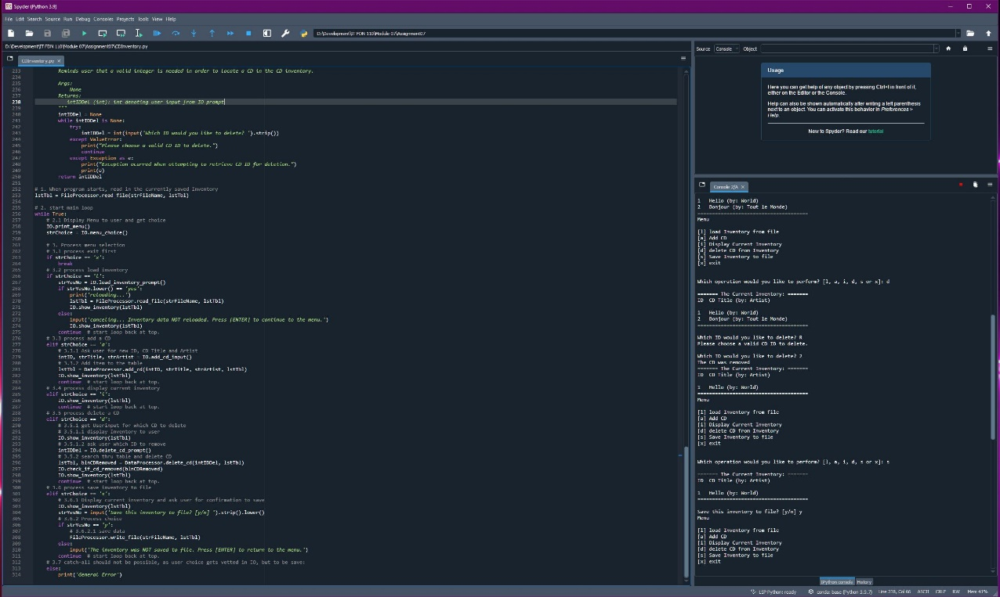 Spyder (Python 3.9)
File Edit Search Source Run Debug Consoles Projects Tools View Help
D:\Development\IT FDN 110\Module 07\Assignment07
D:\Development\IT FDN 110\Module 07\Assignment07\CDInventory.py
CDInventory.py
233 Reminds user that a valid integer is needed in order to locate a CD in the CD inventory.
234
235 Args:
236 None
237 Returns:
238 intIDDel (int): int denoting user input from IO prompt
239 """
240 intIDDel = None
241 while intIDDel is None:
242 try:
243 intIDDel = int(input('Which ID would you like to delete? ').strip())
244 except ValueError:
245 print("Please choose a valid CD ID to delete.")
246 continue
247 except Exception as e:
248 print("Exception ocurred when attempting to retrieve CD ID for deletion.")
249 print(e)
250 return intIDDel
251
252 # 1. When program starts, read in the currently saved Inventory
253 lstTbl = FileProcessor.read_file(strFileName, lstTbl)
254
255 # 2. start main loop
256 while True:
257 # 2.1 Display Menu to user and get choice
258 IO.print_menu()
259 strChoice = IO.menu_choice()
260
261 # 3. Process menu selection
262 # 3.1 process exit first
263 if strChoice == 'x':
264 break
265 # 3.2 process load inventory
266 if strChoice == 'l':
267 strYesNo = IO.load_inventory_prompt()
268 if strYesNo.lower() == 'yes':
269 print('reloading...')
270 lstTbl = FileProcessor.read_file(strFileName, lstTbl)
271 IO.show_inventory(lstTbl)
272 else:
273 input('canceling... Inventory data NOT reloaded. Press [ENTER] to continue to the menu.')
274 IO.show_inventory(lstTbl)
275 continue # start loop back at top.
276 # 3.3 process add a CD
277 elif strChoice == 'a':
278 # 3.3.1 Ask user for new ID, CD Title and Artist
279 intID, strTitle, strArtist = IO.add_cd_input()
280 # 3.3.2 Add item to the table
281 lstTbl = DataProcessor.add_cd(intID, strTitle, strArtist, lstTbl)
282 IO.show_inventory(lstTbl)
283 continue # start loop back at top.
284 # 3.4 process display current inventory
285 elif strChoice == 'i':
286 IO.show_inventory(lstTbl)
287 continue # start loop back at top.
288 # 3.5 process delete a CD
289 elif strChoice == 'd':
290 # 3.5.1 get Userinput for which CD to delete
291 # 3.5.1.1 display Inventory to user
292 IO.show_inventory(lstTbl)
293 # 3.5.1.2 ask user which ID to remove
294 intIDDel = IO.delete_cd_prompt()
295 # 3.5.2 search thru table and delete CD
296 lstTbl, blnCDRemoved = DataProcessor.delete_cd(intIDDel, lstTbl)
297 IO.check_if_cd_removed(blnCDRemoved)
298 IO.show_inventory(lstTbl)
299 continue # start loop back at top.
300 # 3.6 process save inventory to file
301 elif strChoice == 's':
302 # 3.6.1 Display current inventory and ask user for confirmation to save
303 IO.show_inventory(lstTbl)
304 strYesNo = input('Save this inventory to file? [y/n] ').strip().lower()
305 # 3.6.2 Process choice
306 if strYesNo == 'y':
307 # 3.6.2.1 save data
308 FileProcessor.write_file(strFileName, lstTbl)
309 else:
310 input('The inventory was NOT saved to file. Press [ENTER] to return to the menu.')
311 continue # start loop back at top.
312 # 3.7 catch-all should not be possible, as user choice gets vetted in IO, but to be save:
313 else:
314 print('General Error')
Source Console Object
Usage
Here you can get help of any object by pressing Ctrl+I in front of it, either on the Editor or the Console.
Help can also be shown automatically after writing a left parenthesis next to an object. You can activate this behavior in Preferences > Help.
New to Spyder? Read our tutorial
Console 2/A
1 Hello (by: World)
2 Bonjour (by: Tout le Monde)
======================================
Menu
[l] load Inventory from file
[a] Add CD
[i] Display Current Inventory
[d] delete CD from Inventory
[s] Save Inventory to file
[x] exit
Which operation would you like to perform? [l, a, i, d, s or x]: d
======= The Current Inventory: =======
ID CD Title (by: Artist)
1 Hello (by: World)
2 Bonjour (by: Tout le Monde)
======================================
Which ID would you like to delete? R
Please choose a valid CD ID to delete.
Which ID would you like to delete? 2
The CD was removed
======= The Current Inventory: =======
ID CD Title (by: Artist)
1 Hello (by: World)
======================================
Menu
[l] load Inventory from file
[a] Add CD
[i] Display Current Inventory
[d] delete CD from Inventory
[s] Save Inventory to file
[x] exit
Which operation would you like to perform? [l, a, i, d, s or x]: s
======= The Current Inventory: =======
ID CD Title (by: Artist)
1 Hello (by: World)
======================================
Save this inventory to file? [y/n] y
Menu
[l] load Inventory from file
[a] Add CD
[i] Display Current Inventory
[d] delete CD from Inventory
[s] Save Inventory to file
[x] exit
IPython console History
LSP Python: ready conda: base (Python 3.9.7) Line 238, Col 66 ASCII CRLF RW Mem 41%